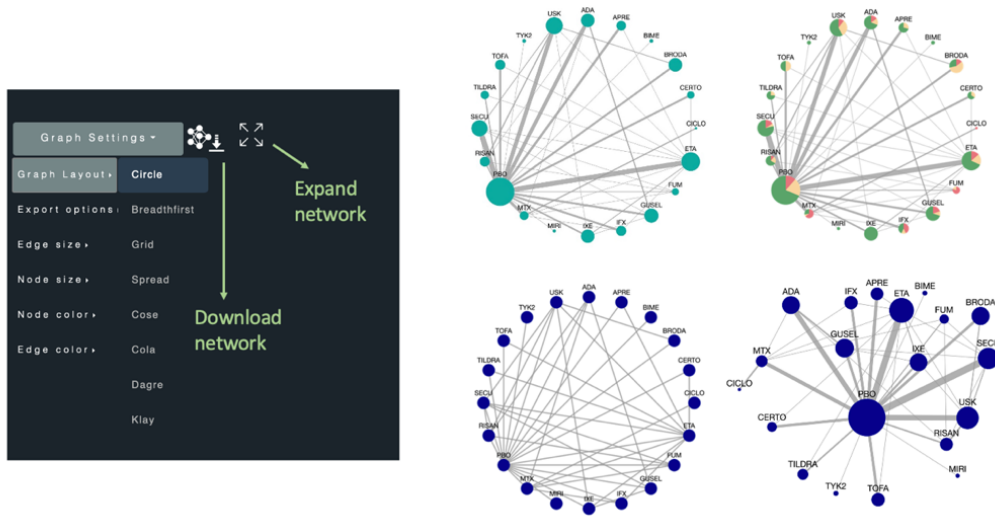 Graph Settings
Graph Layout
Circle
Export options
Breadthfirst
Edge size
Grid
Node size
Spread
Node color
Cose
Edge color
Cola
Dagre
Klay
Expand
network
Download
network
USK
ADA
APRE
BIME
BRODA
CERTO
CICLO
ETA
FUM
GUSEL
IFX
IXE
MIRI
MTX
PBO
RISAN
SECU
TILDRA
TOFA
TYK2
USK
ADA
APRE
BIME
BRODA
CERTO
CICLO
ETA
FUM
GUSEL
IFX
IXE
MIRI
MTX
PBO
RISAN
SECU
TILDRA
TOFA
TYK2
USK
ADA
APRE
BIME
BRODA
CERTO
CICLO
ETA
FUM
GUSEL
IFX
IXE
MIRI
MTX
PBO
RISAN
SECU
TILDRA
TOFA
TYK2
ADA
IFX
APRE
ETA
BIME
FUM
BRODA
GUSEL
IXE
SECU
MTX
CICLO
PBO
USK
CERTO
RISAN
TILDRA
TYK2
TOFA
MIRI